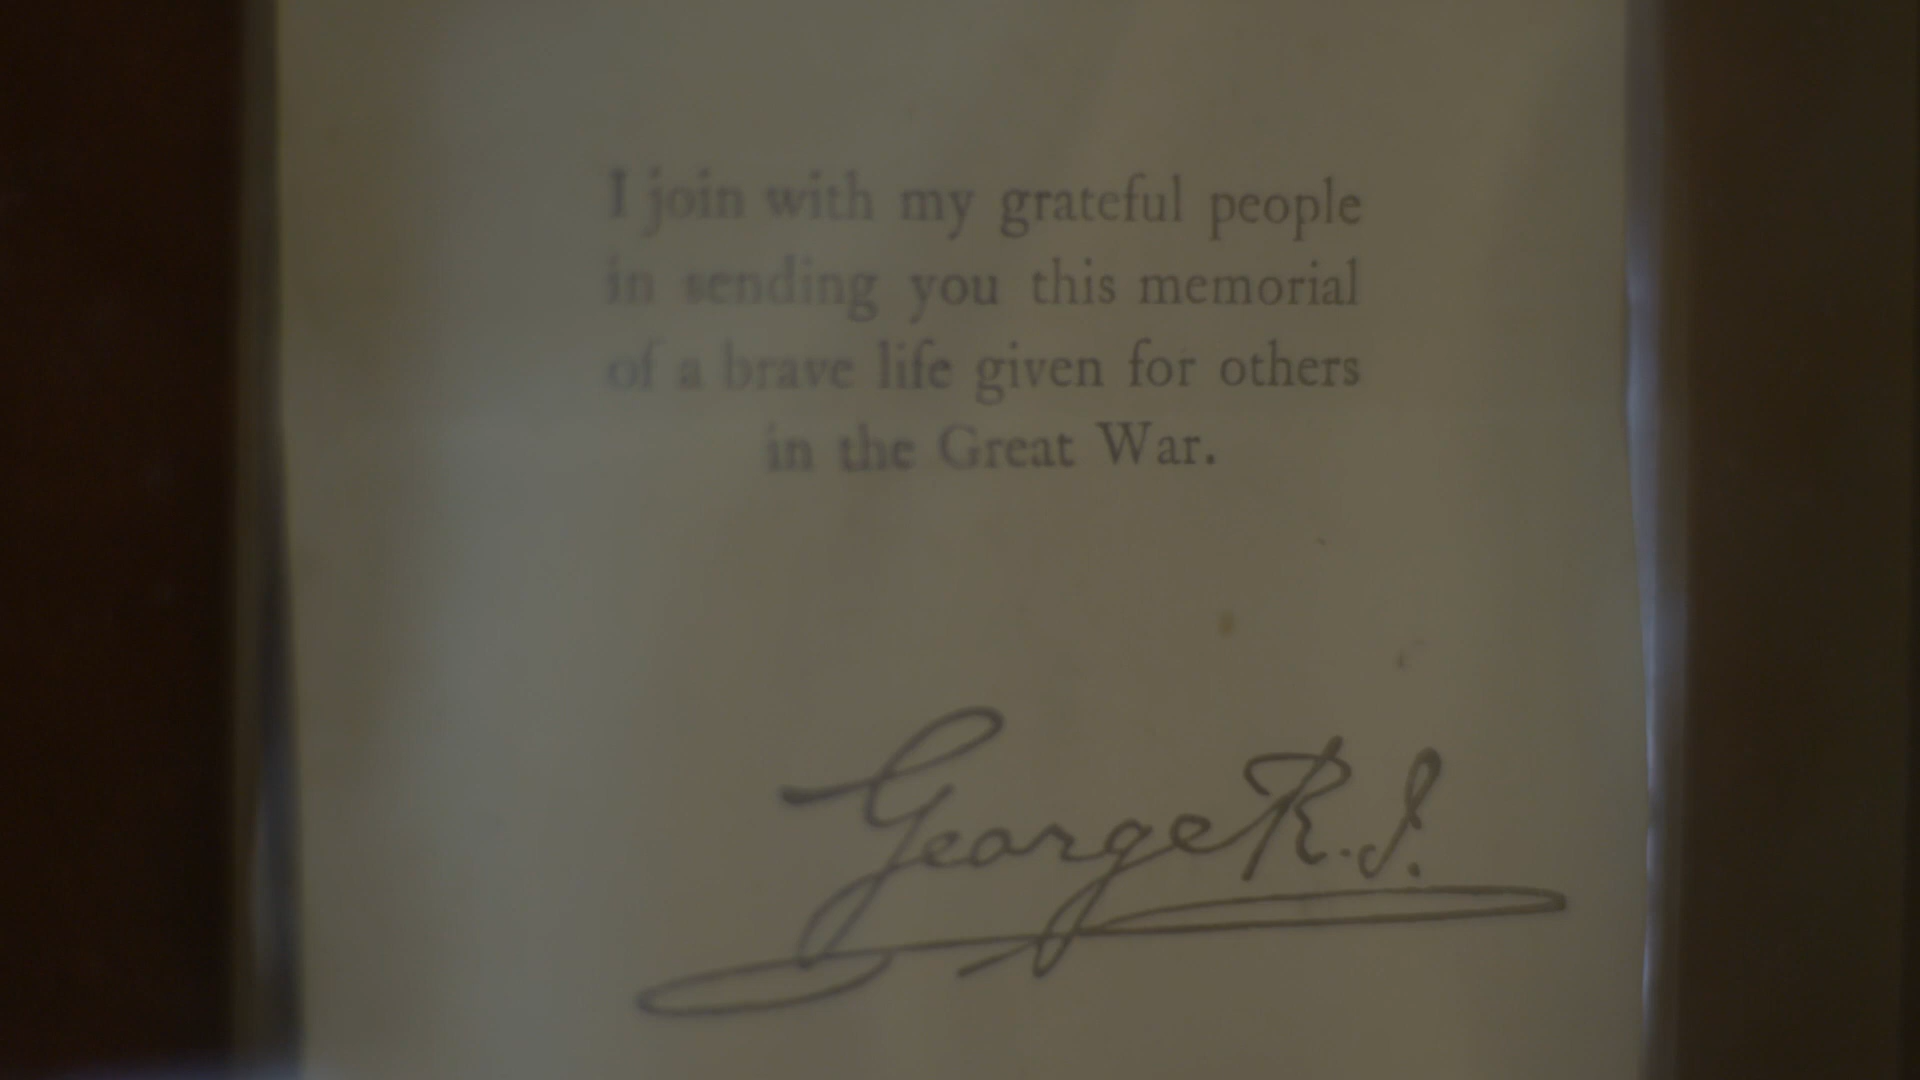 I join with my grateful people
in sending you this memorial
of a brave life given for others
in the Great War.
George R.I.